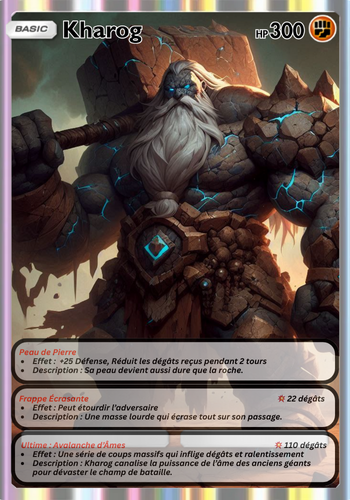 BASIC Kharog HP 300
Peau de Pierre
• Effet : +25 Défense, Réduit les dégâts reçus pendant 2 tours
• Description : Sa peau devient aussi dure que la roche.
Frappe Écrasante 22 dégâts
• Effet : Peut étourdir l'adversaire
• Description : Une masse lourde qui écrase tout sur son passage.
Ultime : Avalanche d'Âmes 110 dégâts
• Effet : Une série de coups massifs qui inflige dégâts et ralentissement
• Description : Kharog canalise la puissance de l'âme des anciens géants
pour dévaster le champ de bataille.